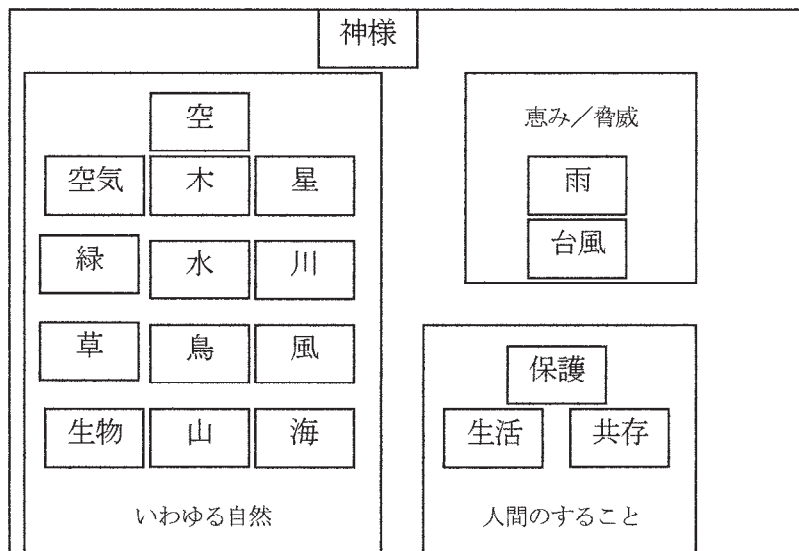 神様
空
空気 木 星
緑 水 川
草 鳥 風
生物 山 海
いわゆる自然
恵み／脅威
雨
台風
保護
生活 共存
人間のすること